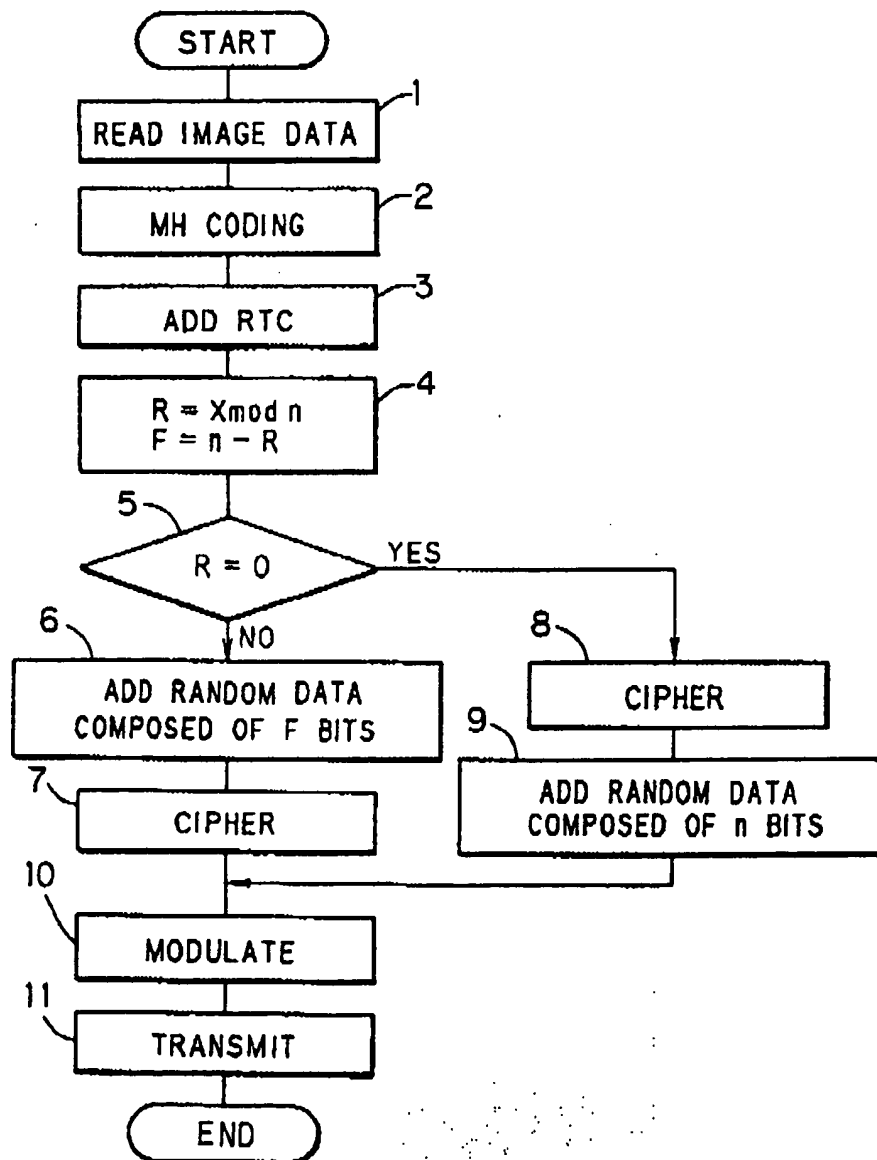 START
1
READ IMAGE DATA
2
MH CODING
3
ADD RTC
4
R = Xmod n
F = n - R
5
R = 0
YES
NO
6
ADD RANDOM DATA
COMPOSED OF F BITS
7
CIPHER
8
CIPHER
9
ADD RANDOM DATA
COMPOSED OF n BITS
10
MODULATE
11
TRANSMIT
END